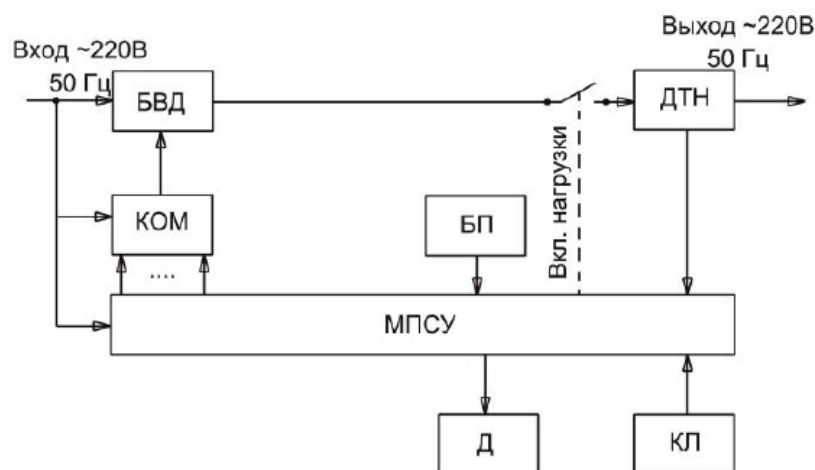 Вход ~220В
50 Гц
Выход ~220В
50 Гц
БВД
ДТН
Вкл. нагрузки
КОМ
БП
....
МПСУ
Д
КЛ